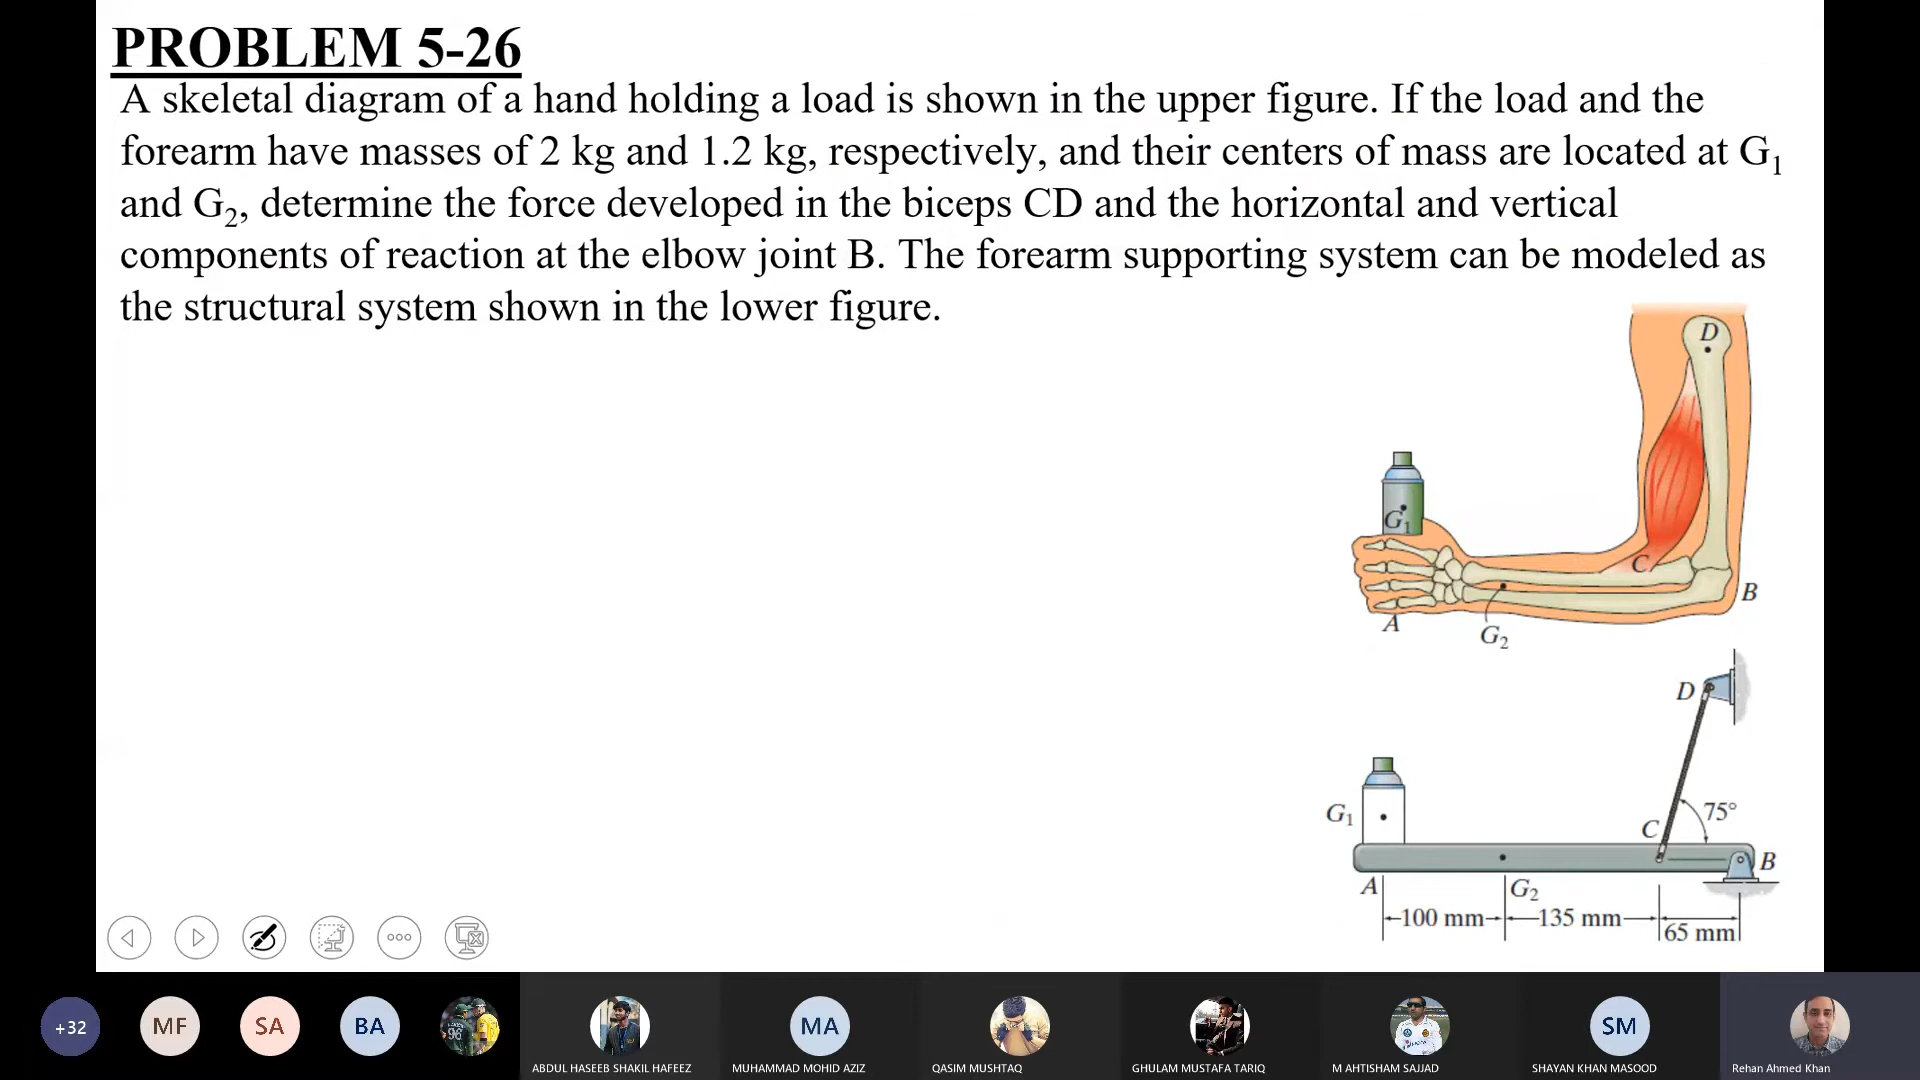 PROBLEM 5-26
A skeletal diagram of a hand holding a load is shown in the upper figure. If the load and the
forearm have masses of 2 kg and 1.2 kg, respectively, and their centers of mass are located at G₁
and G₂, determine the force developed in the biceps CD and the horizontal and vertical
components of reaction at the elbow joint B. The forearm supporting system can be modeled as
the structural system shown in the lower figure.
D
G₁
C
B
A
G₂
D
G₁
75°
C
B
A
G₂
100 mm
135 mm
65 mm
+32
MF
SA
BA
96
MA
SM
ABDUL HASEEB SHAKIL HAFEEZ
MUHAMMAD MOHID AZIZ
QASIM MUSHTAQ
GHULAM MUSTAFA TARIQ
M AHTISHAM SAJJAD
SHAYAN KHAN MASOOD
Rehan Ahmed Khan